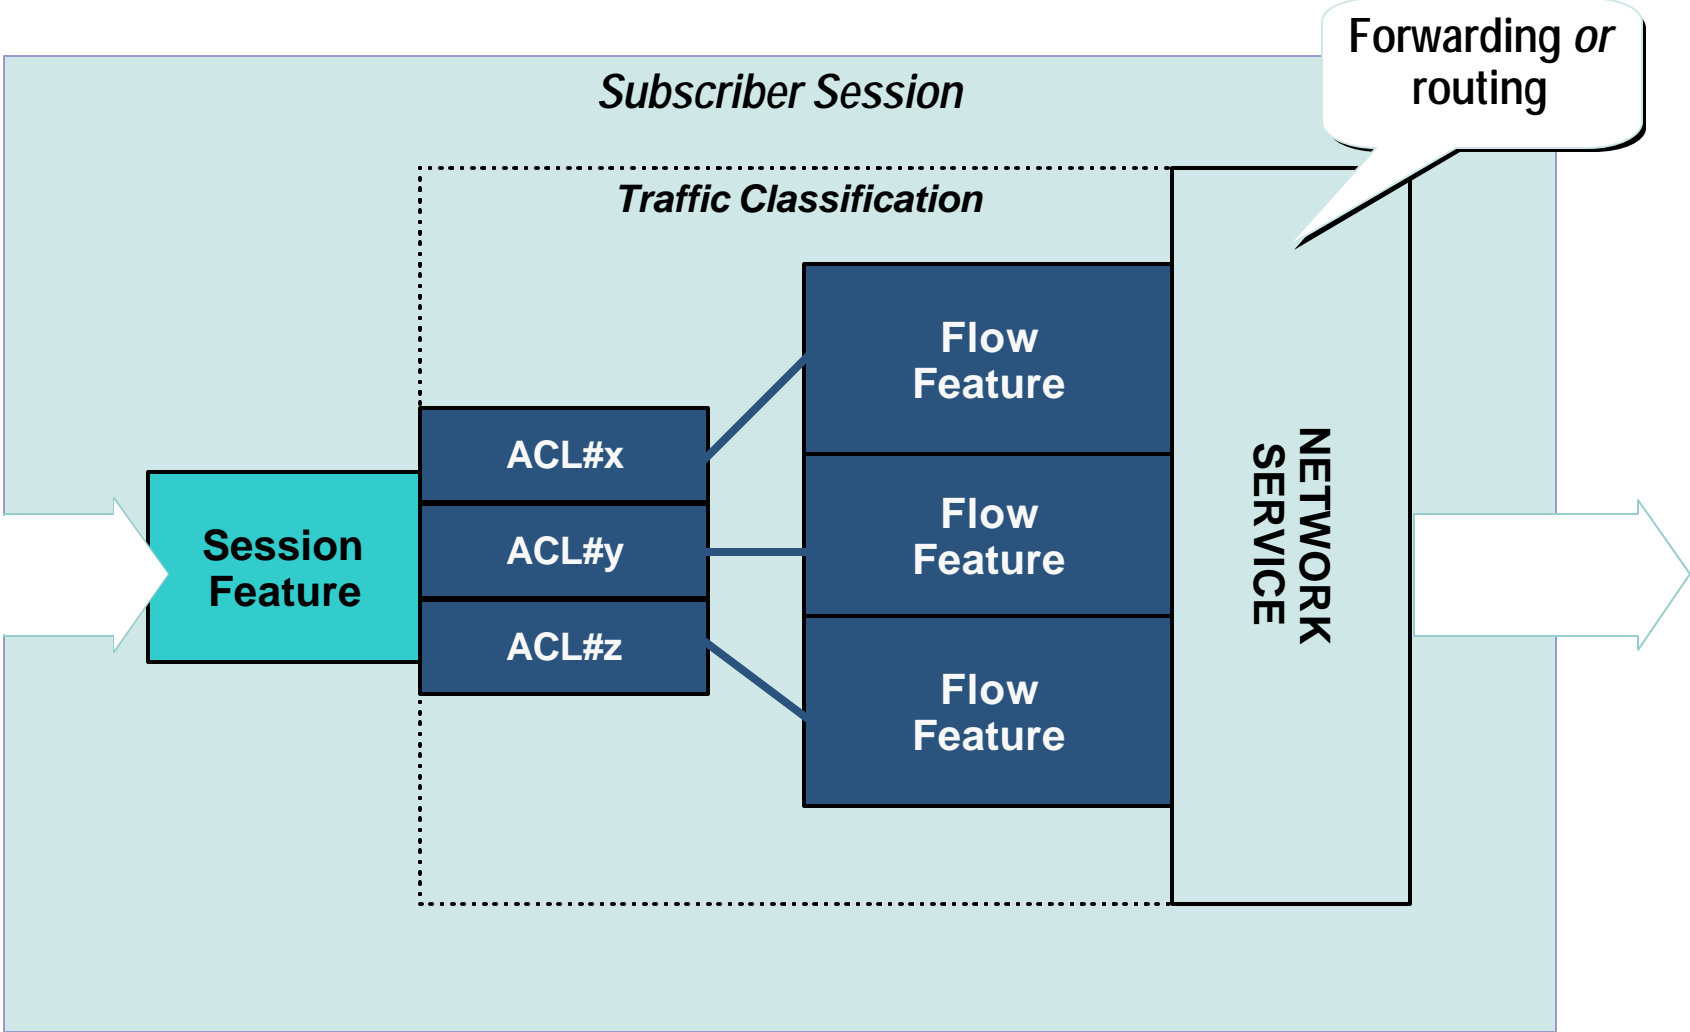 Forwarding or
routing
Subscriber Session
Traffic Classification
Flow
Feature
ACL#x
Session
Feature
ACL#y
Flow
Feature
ACL#z
Flow
Feature
NETWORK
SERVICE